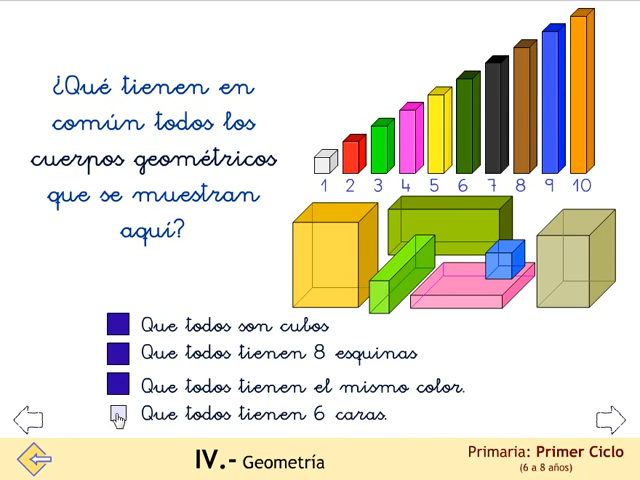 ¿Qué tienen en
común todos los
cuerpos geométricos
que se muestran
aquí?
1 2 3 4 5 6 7 8 9 10
Que todos son cubos
Que todos tienen 8 esquinas
Que todos tienen el mismo color.
Que todos tienen 6 caras.
IV.- Geometría
Primaria: Primer Ciclo
(6 a 8 años)